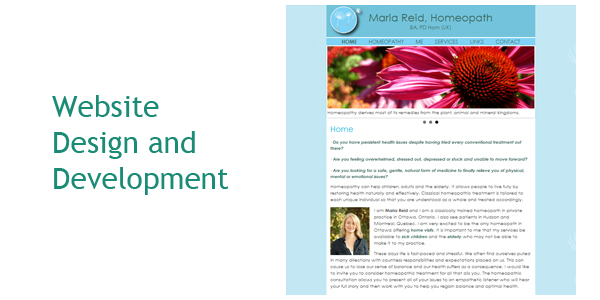 Website
Design and
Development
Marla Reid, Homeopath
BA, PD Hom (UK)
HOME HOMEOPATHY ME SERVICES LINKS CONTACT
Homeopathy derives most of its remedies from the plant, animal and mineral kingdoms.
Home
· Do you have persistent health issues despite having tried every conventional treatment out
there?
· Are you feeling overwhelmed, stressed out, depressed or stuck and unable to move forward?
· Are you looking for a safe, gentle, natural form of medicine to finally relieve you of physical,
mental or emotional issues?
Homeopathy can help children, adults and the elderly. It allows people to live fully by
restoring health naturally and effectively. Classical homeopathic treatment is tailored to
each unique individual so that you are understood as a whole and treated accordingly.
I am Marla Reid and I am a classically trained homeopath in private
practice in Ottawa, Ontario. I also see patients in Hudson and
Montreal, Quebec. I am very excited to be the only homeopath in
Ottawa offering home visits. It is important to me that my services be
available to sick children and the elderly who may not be able to
make it to my practice.
These days life is fast-paced and stressful. We often find ourselves pulled
in many directions with countless responsibilities and expectations placed on us. This can
cause us to lose our sense of balance and our health suffers as a consequence. I would like
to invite you to consider homeopathic treatment for all that ails you. The homeopathic
consultation allows you to present all of your issues to an empathetic listener who will hear
your full story and then work with you to help you regain balance and optimal health.